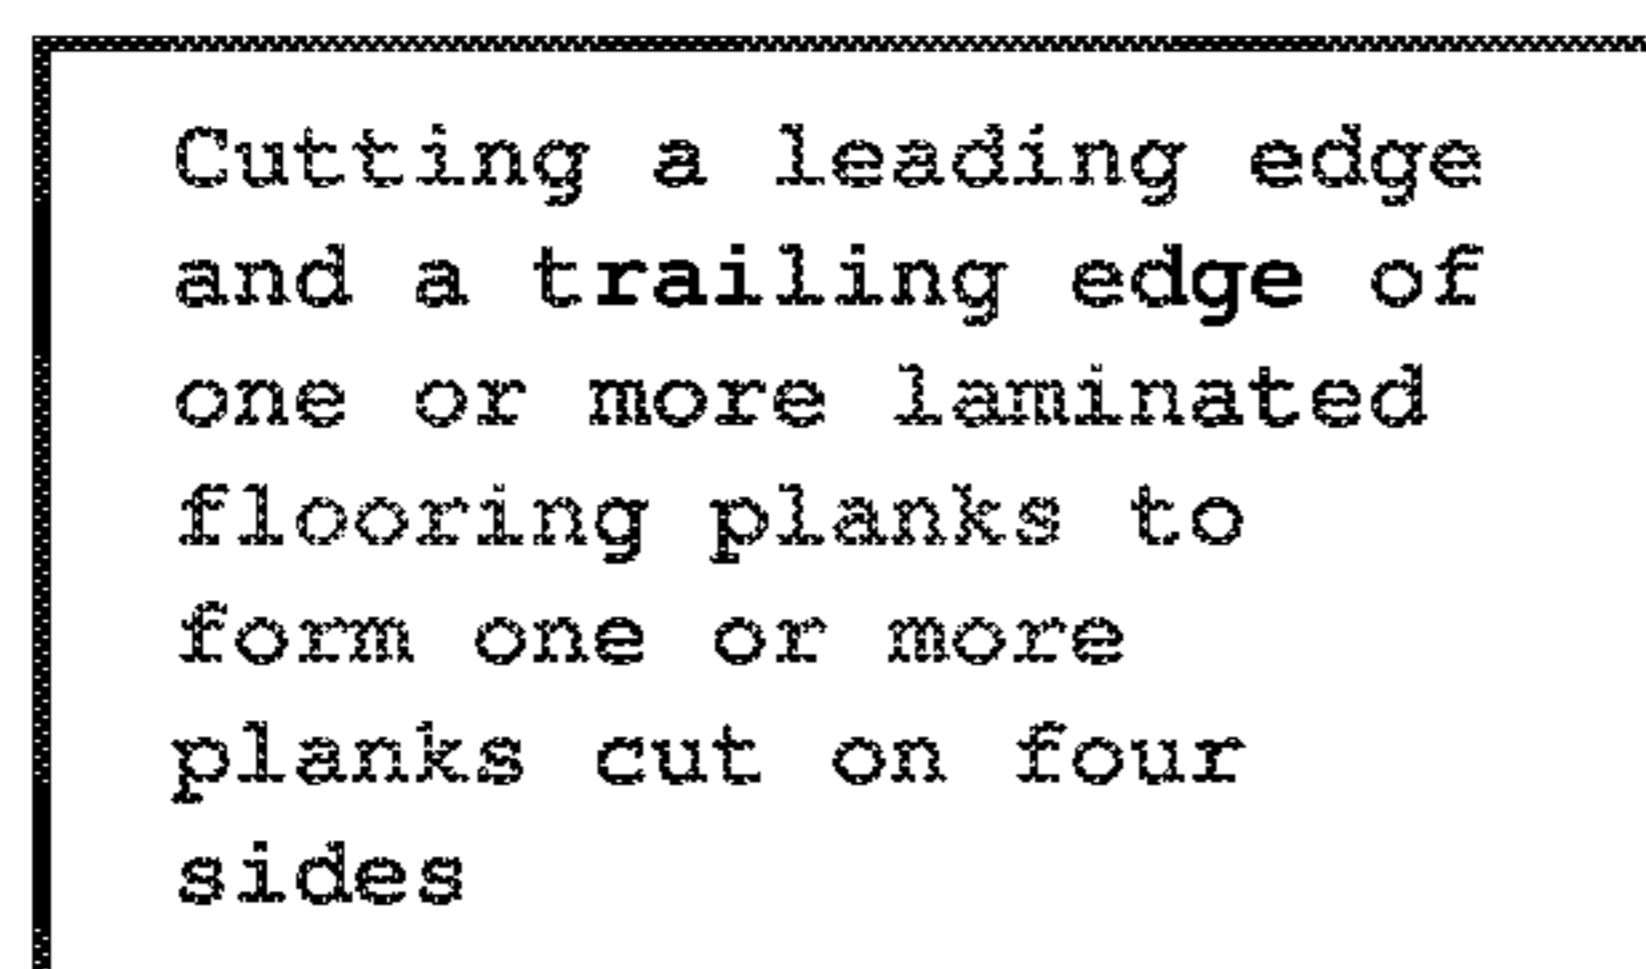 Cutting a leading edge
and a trailing edge of
one or more laminated
flooring planks to
form one or more
planks cut on four
sides